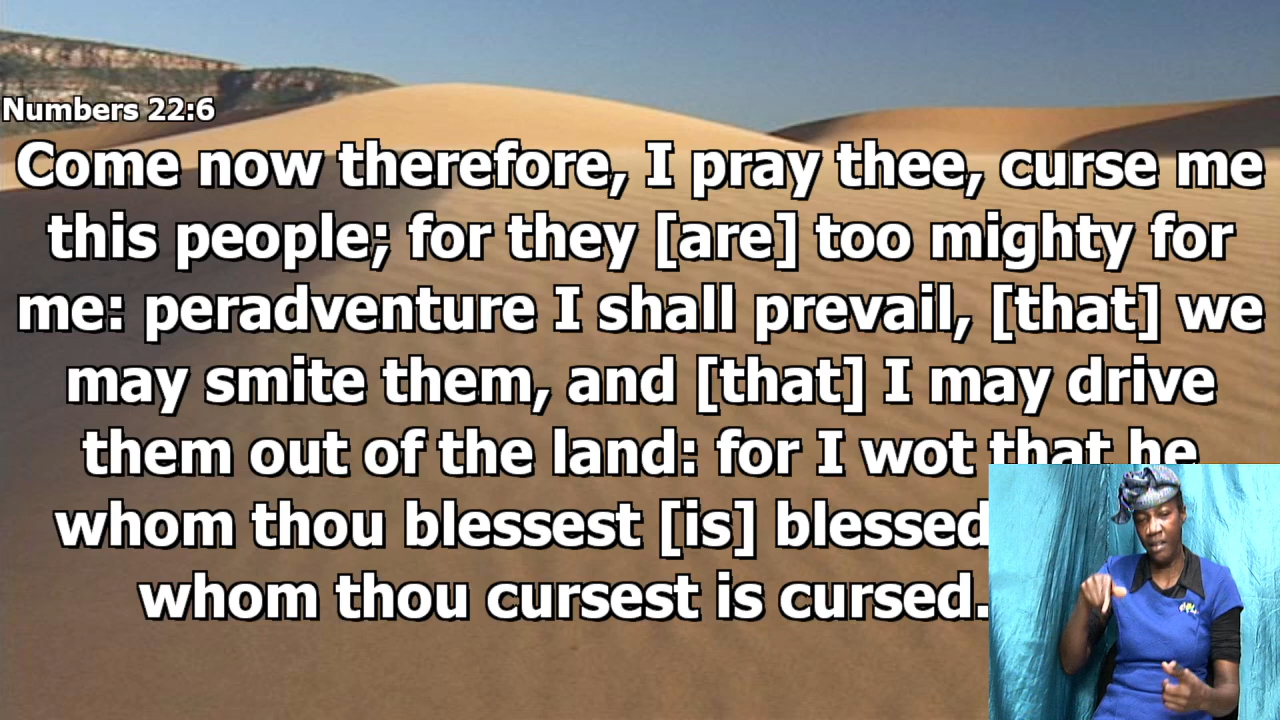 Numbers 22:6
Come now therefore, I pray thee, curse me
this people; for they [are] too mighty for
me: peradventure I shall prevail, [that] we
may smite them, and [that] I may drive
them out of the land: for I wot that he
whom thou blessest [is] blessed
whom thou cursest is cursed.